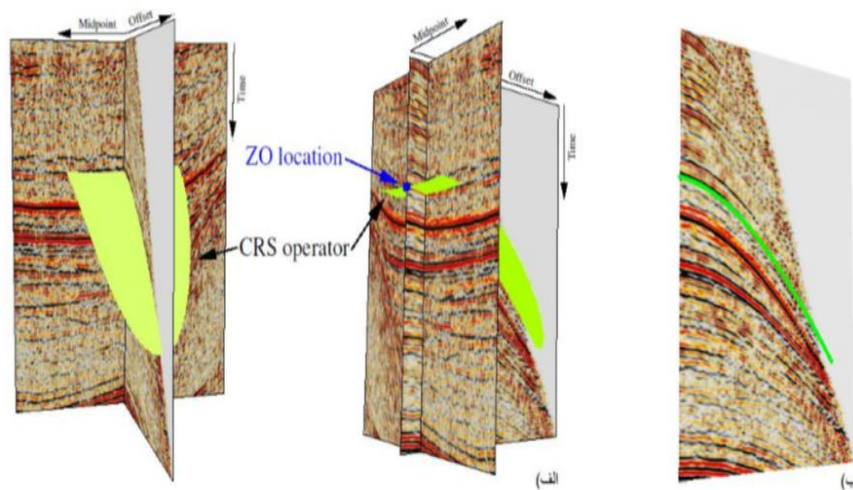 Midpoint
Offset
Time
ZO location
CRS operator
Midpoint
Offset
Time
الف)
ب)